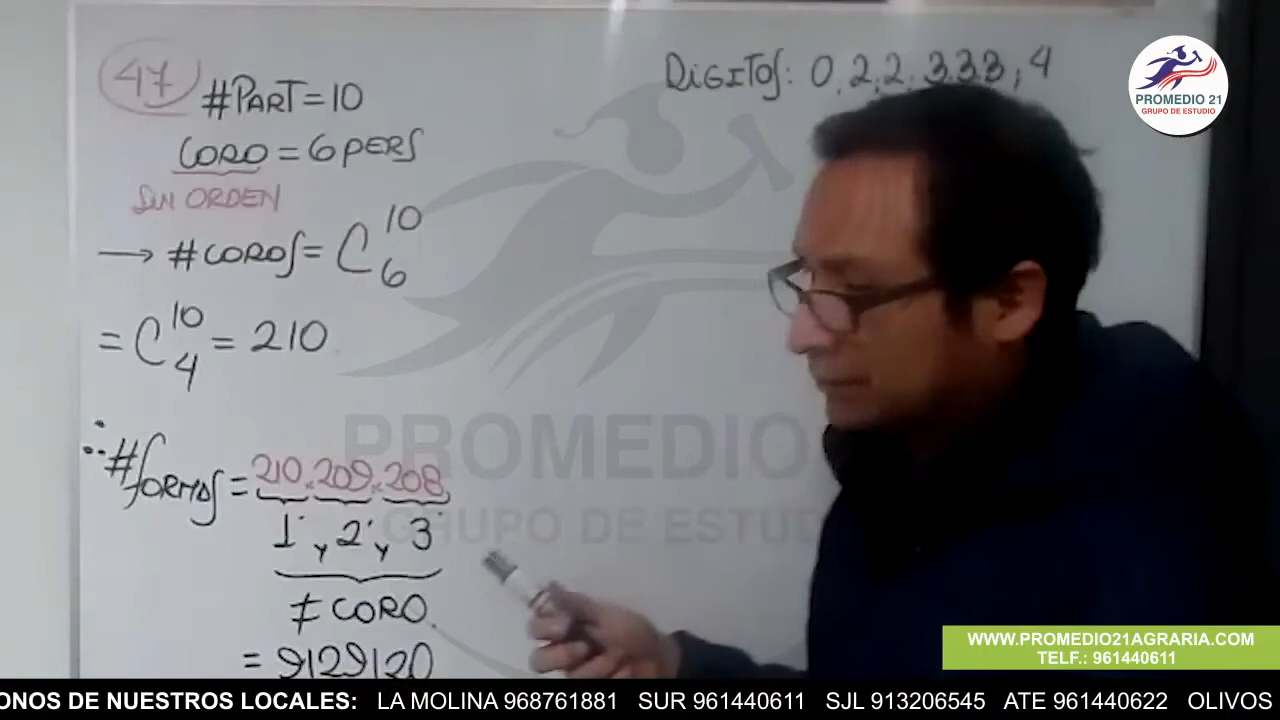 47
#PART=10
CORO = 6 PERS
SIN ORDEN
→ #COROS= C 10 6
= C 10 4 = 210
∴ #FORMAS = 210 × 209 × 208
1° y 2° y 3°
≠ CORO
= 9129120
DIGITOS: 0, 2, 2, 3, 3, 3, 4
PROMEDIO 21
GRUPO DE ESTUDIO
PROMEDIO
GRUPO DE ESTUD
WWW.PROMEDIO21AGRARIA.COM
TELF.: 961440611
ONOS DE NUESTROS LOCALES: LA MOLINA 968761881 SUR 961440611 SJL 913206545 ATE 961440622 OLIVOS